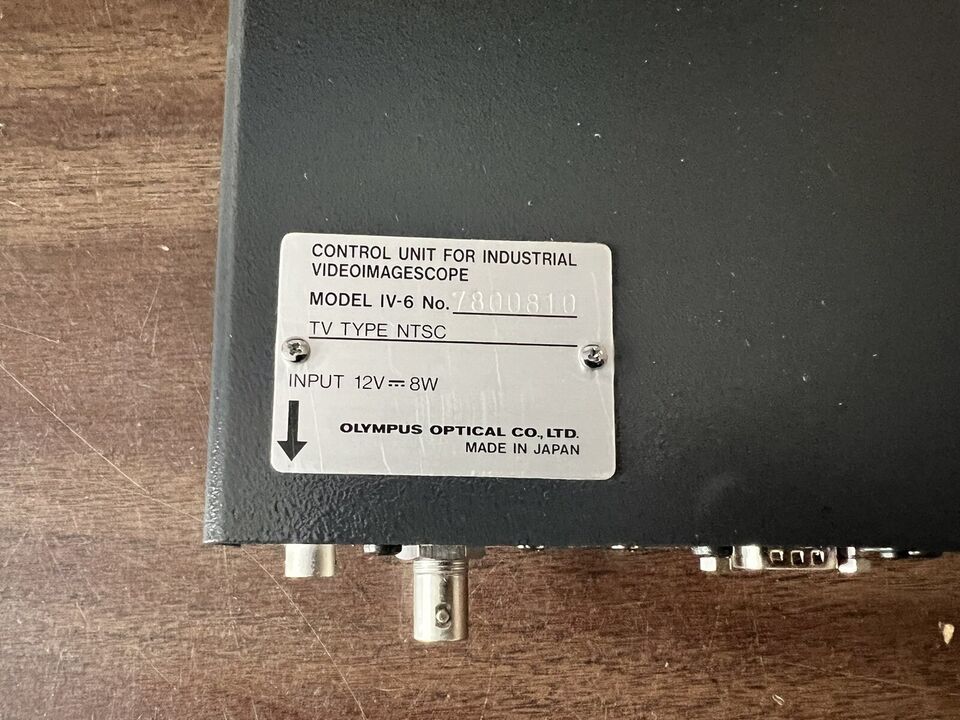 CONTROL UNIT FOR INDUSTRIAL
VIDEOIMAGESCOPE
MODEL IV-6 No. 7800810
TV TYPE NTSC
INPUT 12V⎓8W
OLYMPUS OPTICAL CO., LTD.
MADE IN JAPAN